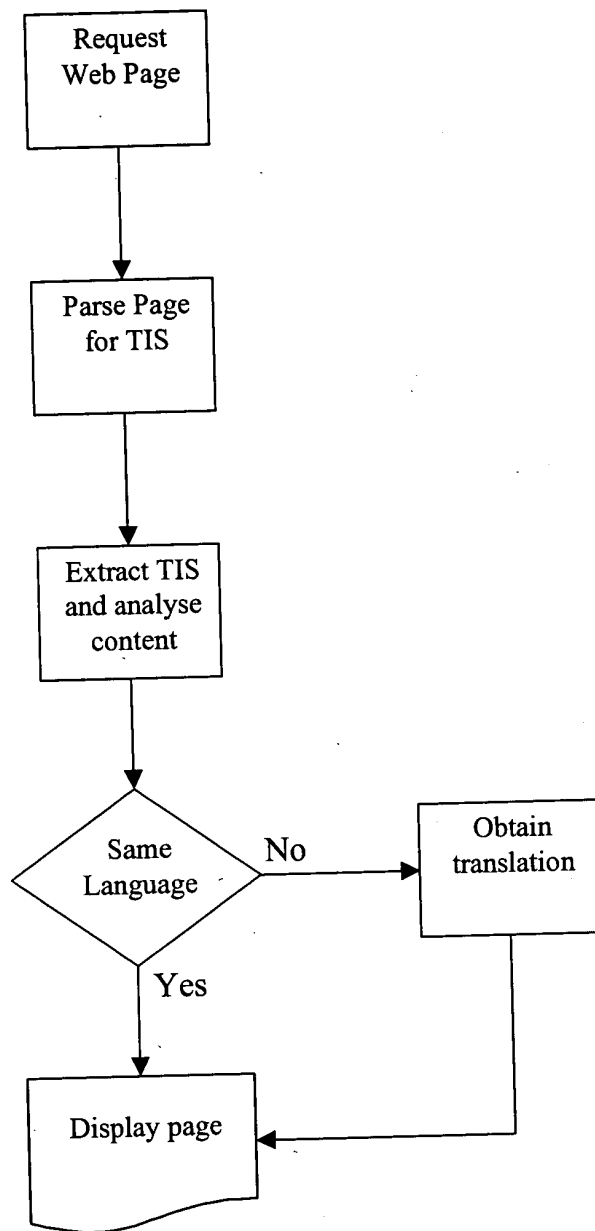 Request
Web Page
Parse Page
for TIS
Extract TIS
and analyse
content
Same
Language
No
Obtain
translation
Yes
Display page